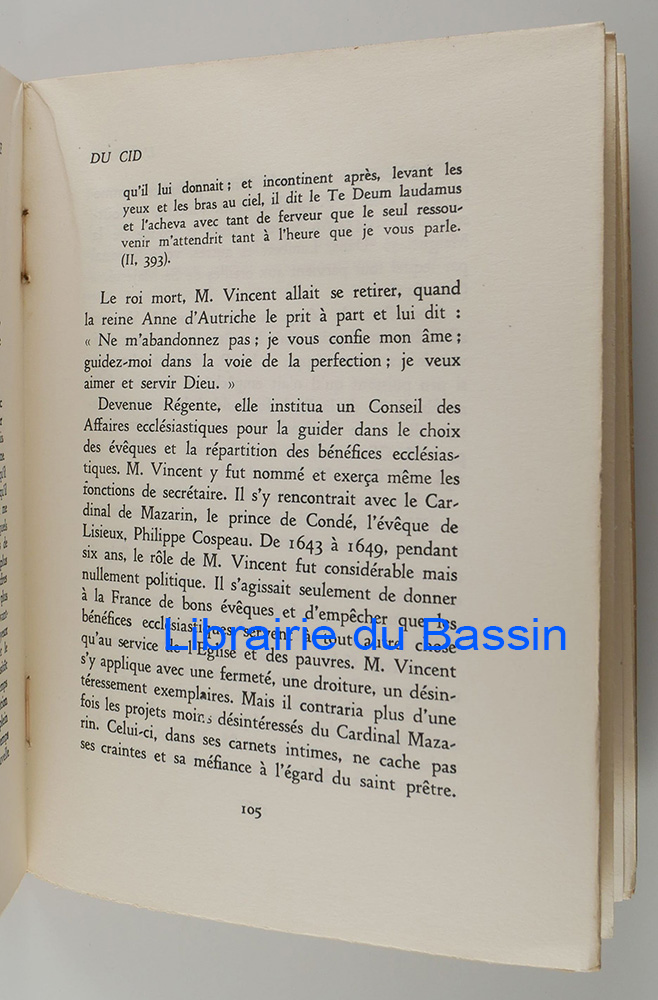 DU CID
qu'il lui donnait ; et incontinent après, levant les
yeux et les bras au ciel, il dit le Te Deum laudamus
et l'acheva avec tant de ferveur que le seul ressou-
venir m'attendrit tant à l'heure que je vous parle.
(II, 393).
Le roi mort, M. Vincent allait se retirer, quand
la reine Anne d'Autriche le prit à part et lui dit :
« Ne m'abandonnez pas ; je vous confie mon âme ;
guidez-moi dans la voie de la perfection ; je veux
aimer et servir Dieu. »
Devenue Régente, elle institua un Conseil des
Affaires ecclésiastiques pour la guider dans le choix
des évêques et la répartition des bénéfices ecclésias-
tiques. M. Vincent y fut nommé et exerça même les
fonctions de secrétaire. Il s'y rencontrait avec le Car-
dinal de Mazarin, le prince de Condé, l'évêque de
Lisieux, Philippe Cospeau. De 1643 à 1649, pendant
six ans, le rôle de M. Vincent fut considérable mais
nullement politique. Il s'agissait seulement de donner
à la France de bons évêques et d'empêcher que les
bénéfices ecclésiastiques servent à tout autre chose
Librairie du Bassin
qu'au service de l'Eglise et des pauvres. M. Vincent
s'y applique avec une fermeté, une droiture, un désin-
téressement exemplaires. Mais il contraria plus d'une
fois les projets moins désintéressés du Cardinal Maza-
rin. Celui-ci, dans ses carnets intimes, ne cache pas
ses craintes et sa méfiance à l'égard du saint prêtre.
105